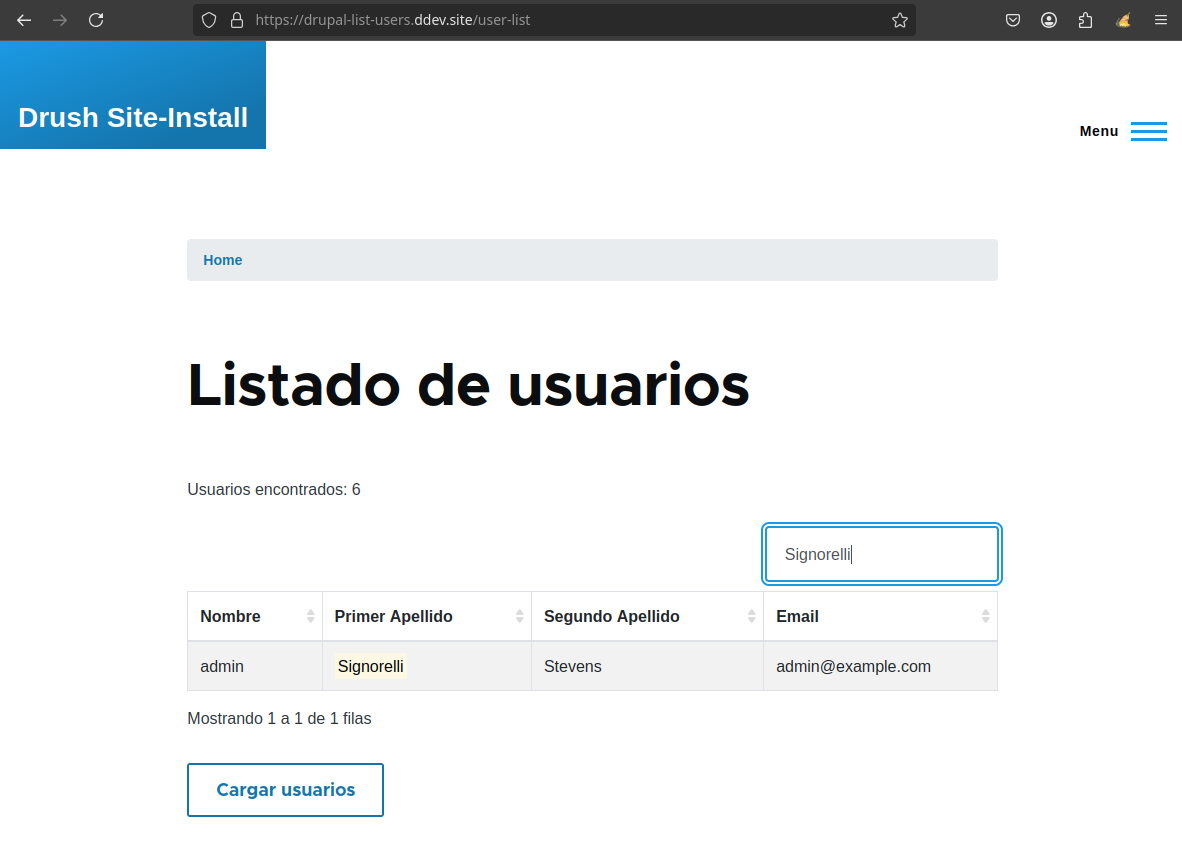 https://drupal-list-users.ddev.site/user-list
Drush Site-Install
Menu
Home
Listado de usuarios
Usuarios encontrados: 6
Signorelli
Nombre Primer Apellido Segundo Apellido Email
admin Signorelli Stevens admin@example.com
Mostrando 1 a 1 de 1 filas
Cargar usuarios